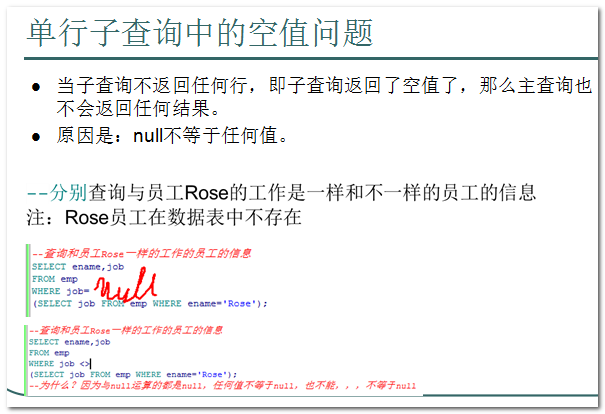 单行子查询中的空值问题
● 当子查询不返回任何行，即子查询返回了空值了，那么主查询也
不会返回任何结果。
● 原因是：null不等于任何值。
--分别查询与员工Rose的工作是一样和不一样的员工的信息
注：Rose员工在数据表中不存在
--查询和员工Rose一样的工作的员工的信息
SELECT ename,job
FROM emp
WHERE job=
null
(SELECT job FROM emp WHERE ename='Rose');
--查询和员工Rose一样的工作的员工的信息
SELECT ename,job
FROM emp
WHERE job <>
(SELECT job FROM emp WHERE ename='Rose');
--为什么？因为与null运算的都是null，任何值不等于null，也不能，，，不等于null